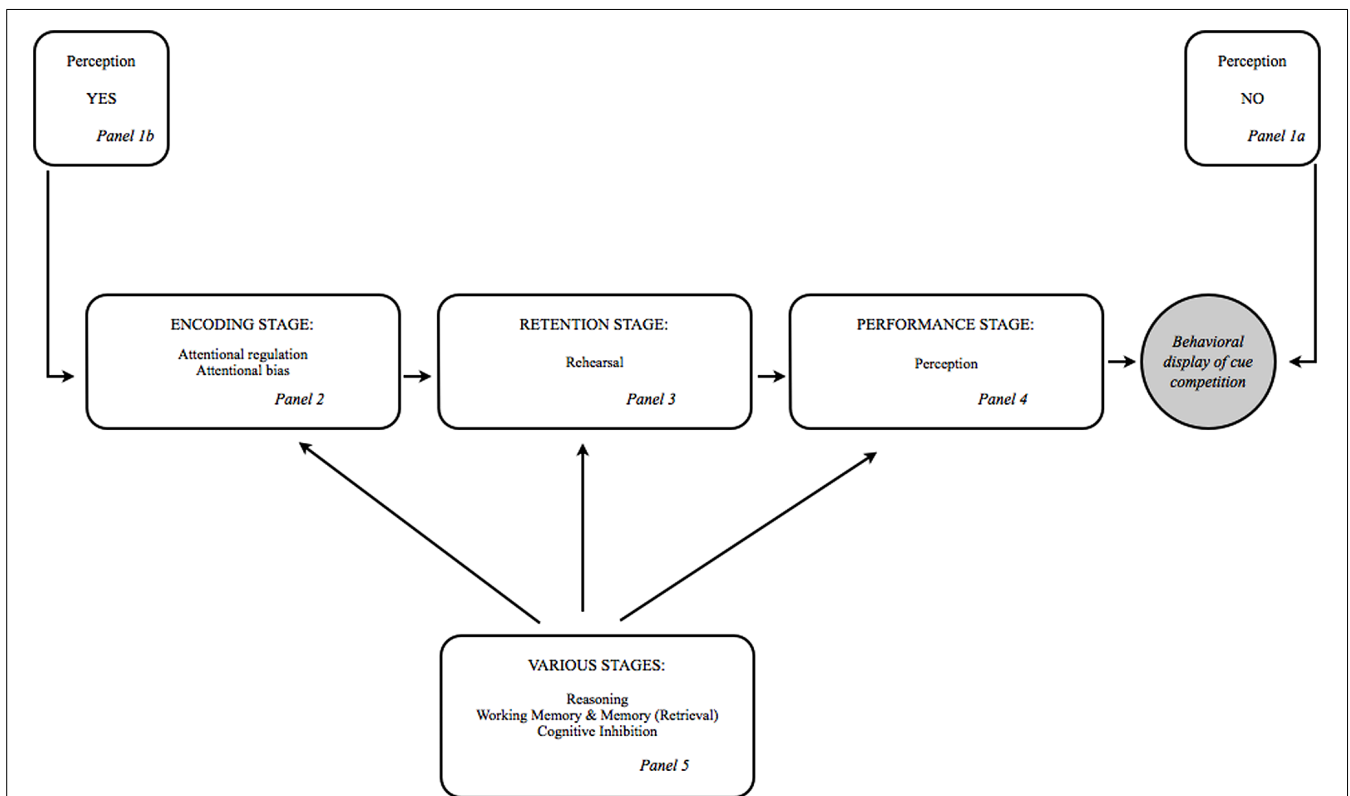 Perception
YES
Panel 1b
Perception
NO
Panel 1a
ENCODING STAGE:
Attentional regulation
Attentional bias
Panel 2
RETENTION STAGE:
Rehearsal
Panel 3
PERFORMANCE STAGE:
Perception
Panel 4
Behavioral
display of cue
competition
VARIOUS STAGES:
Reasoning
Working Memory & Memory (Retrieval)
Cognitive Inhibition
Panel 5